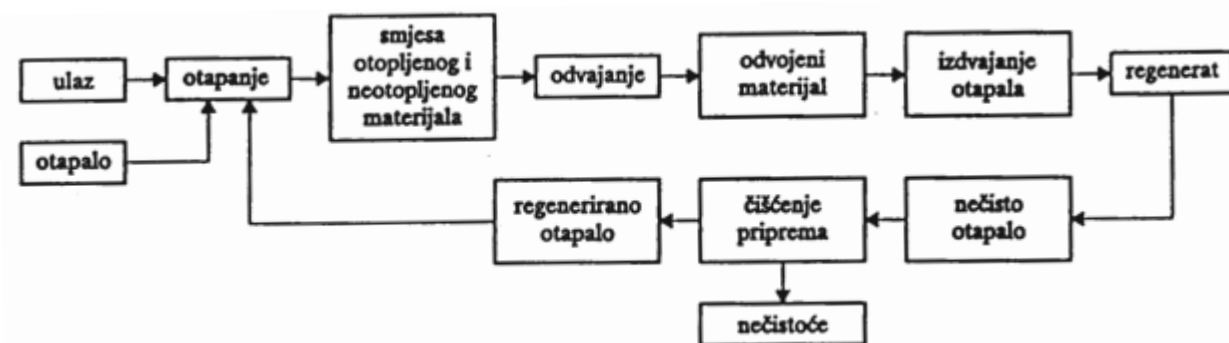 ulaz
otapanje
smjesa
otopljenog i
neotopljenog
materijala
odvajanje
odvojeni
materijal
izdvajanje
otapala
regenerat
otapalo
regenerirano
otapalo
čišćenje
priprema
nečisto
otapalo
nečistoće